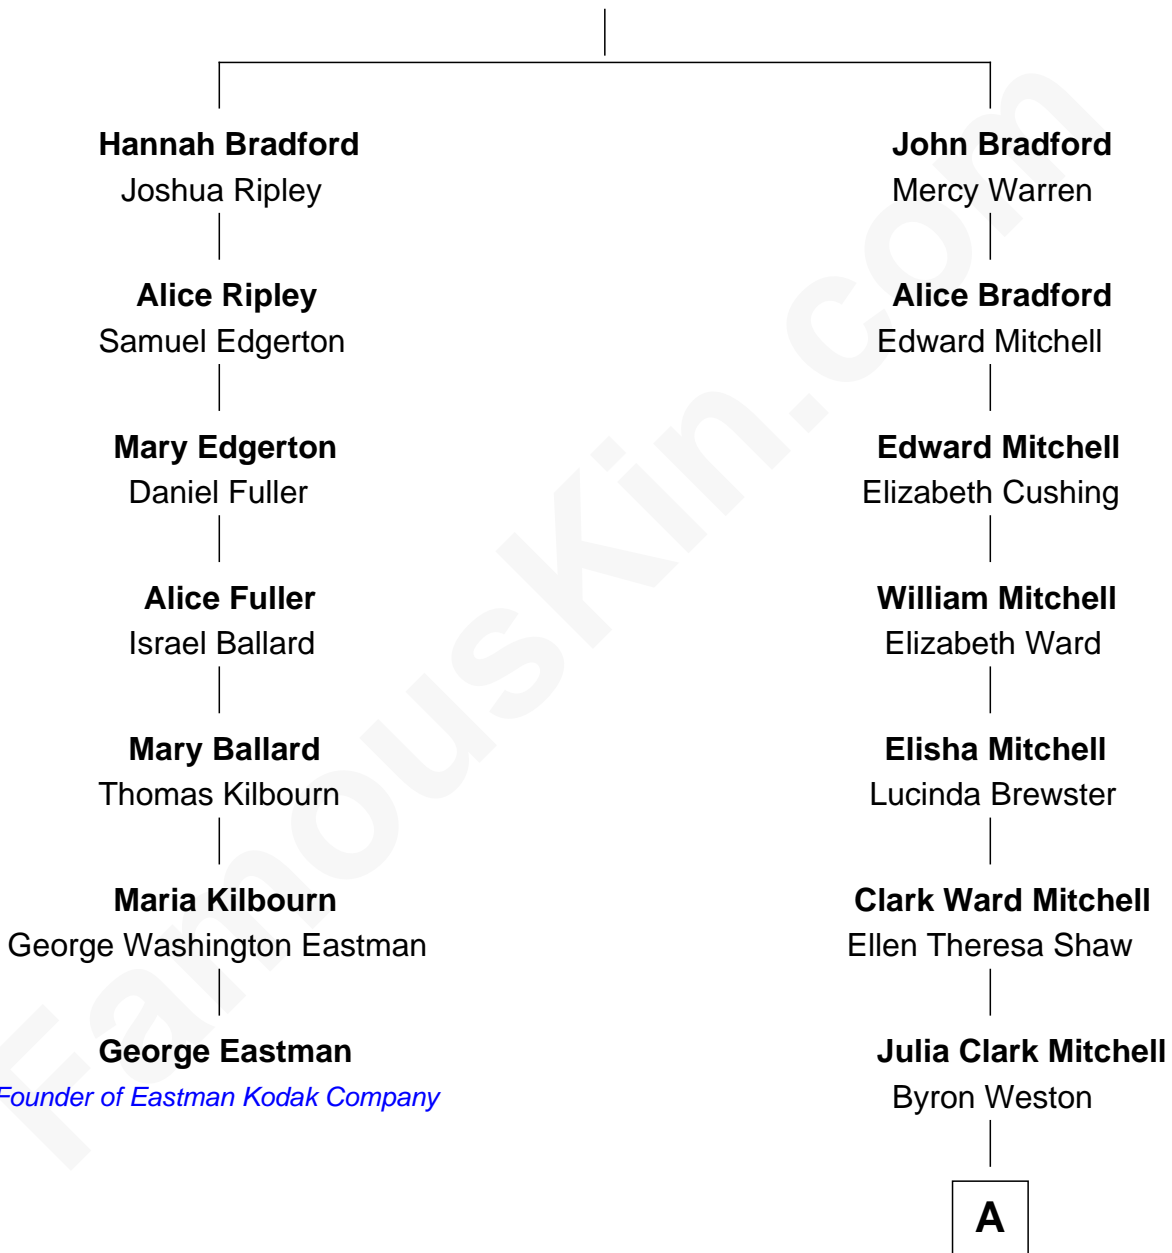 Hannah Bradford
Joshua Ripley
Alice Ripley
Samuel Edgerton
Mary Edgerton
Daniel Fuller
Alice Fuller
Israel Ballard
Mary Ballard
Thomas Kilbourn
Maria Kilbourn
George Washington Eastman
George Eastman
Founder of Eastman Kodak Company
John Bradford
Mercy Warren
Alice Bradford
Edward Mitchell
Edward Mitchell
Elizabeth Cushing
William Mitchell
Elizabeth Ward
Elisha Mitchell
Lucinda Brewster
Clark Ward Mitchell
Ellen Theresa Shaw
Julia Clark Mitchell
Byron Weston
A
FamousKin.com